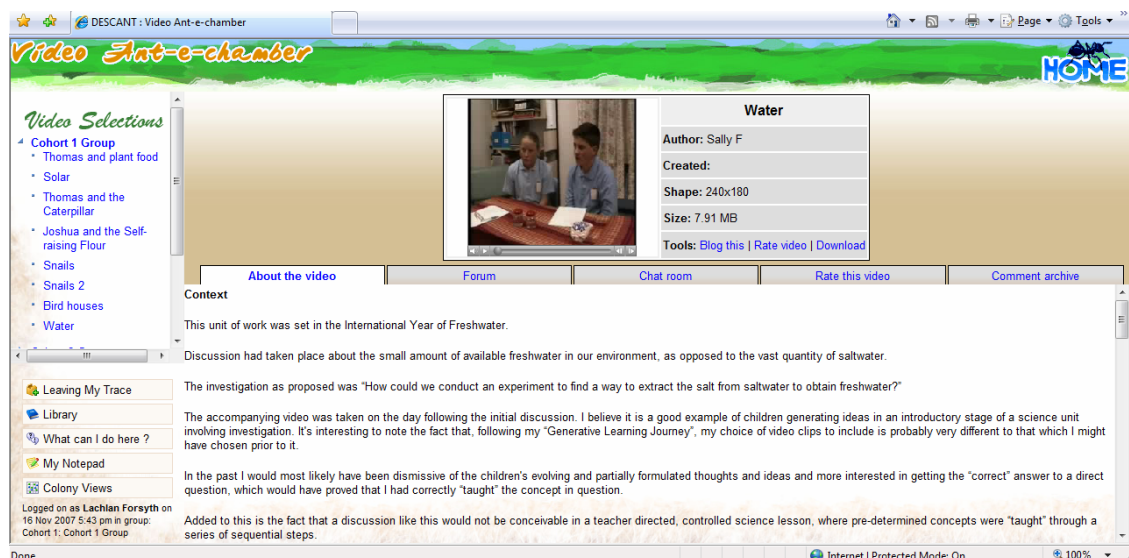 DESCANT : Video Ant-e-chamber
Page
Tools
Video Ant-e-chamber
HOME
Video Selections
Cohort 1 Group
Thomas and plant food
Solar
Thomas and the
Caterpillar
Joshua and the Self-
raising Flour
Snails
Snails 2
Bird houses
Water
Leaving My Trace
Library
What can I do here ?
My Notepad
Colony Views
Logged on as Lachlan Forsyth on
16 Nov 2007 5:43 pm in group:
Cohort 1: Cohort 1 Group
Water
Author: Sally F
Created:
Shape: 240x180
Size: 7.91 MB
Tools: Blog this | Rate video | Download
About the video
Forum
Chat room
Rate this video
Comment archive
Context
This unit of work was set in the International Year of Freshwater.
Discussion had taken place about the small amount of available freshwater in our environment, as opposed to the vast quantity of saltwater.
The investigation as proposed was “How could we conduct an experiment to find a way to extract the salt from saltwater to obtain freshwater?”
The accompanying video was taken on the day following the initial discussion. I believe it is a good example of children generating ideas in an introductory stage of a science unit
involving investigation. It's interesting to note the fact that, following my “Generative Learning Journey”, my choice of video clips to include is probably very different to that which I might
have chosen prior to it.
In the past I would most likely have been dismissive of the children's evolving and partially formulated thoughts and ideas and more interested in getting the “correct” answer to a direct
question, which would have proved that I had correctly “taught” the concept in question.
Added to this is the fact that a discussion like this would not be conceivable in a teacher directed, controlled science lesson, where pre-determined concepts were “taught” through a
series of sequential steps.
Done
Internet | Protected Mode: On
100%